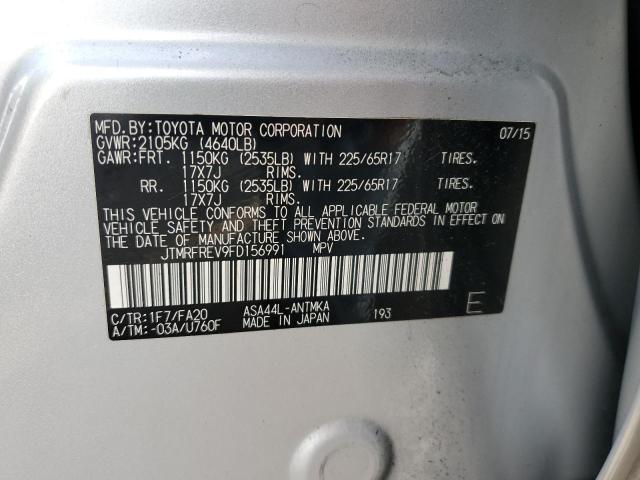 MFD.BY:TOYOTA MOTOR CORPORATION 07/15
GVWR:2105KG (4640LB)
GAWR:FRT. 1150KG (2535LB) WITH 225/65R17 TIRES.
17X7J RIMS.
RR. 1150KG (2535LB) WITH 225/65R17 TIRES.
17X7J RIMS.
THIS VEHICLE CONFORMS TO ALL APPLICABLE FEDERAL MOTOR
VEHICLE SAFETY AND THEFT PREVENTION STANDARDS IN EFFECT ON
THE DATE OF MANUFACTURE SHOWN ABOVE.
JTMRFREV9FD156991 MPV
C/TR:1F7/FA20 ASA44L-ANTMKA 193 E
A/TM:-03A/U760F MADE IN JAPAN